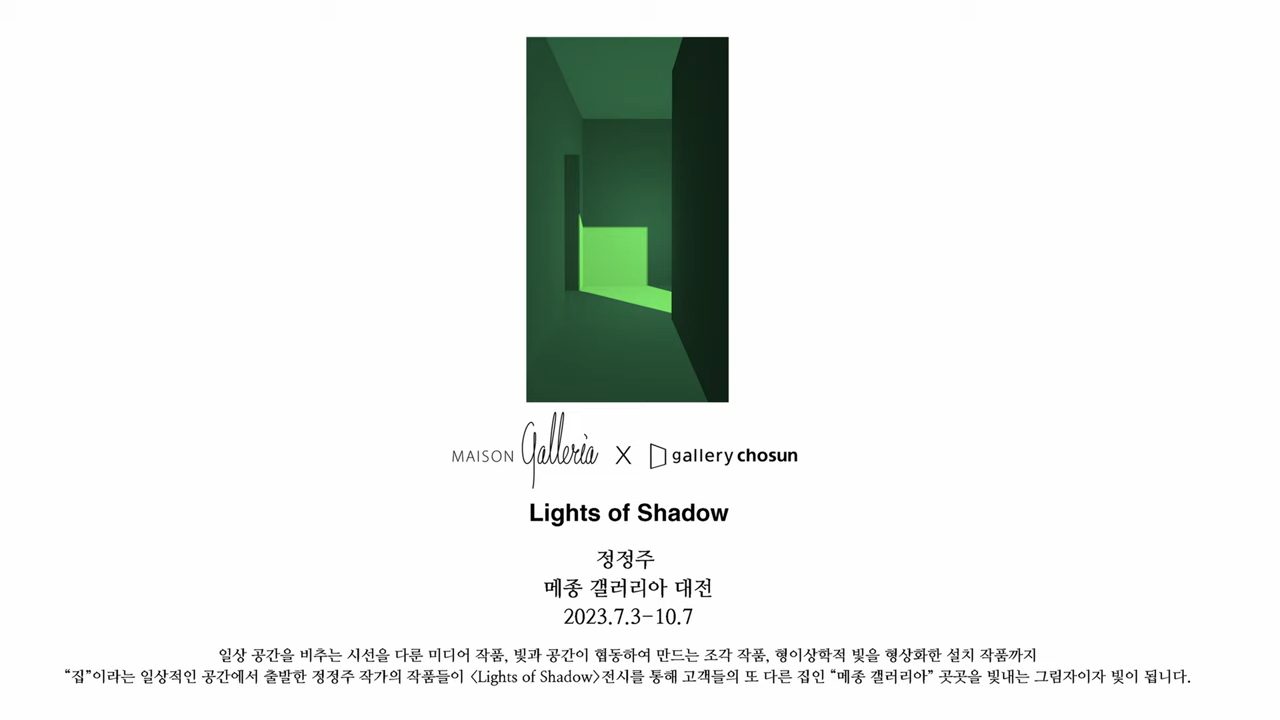 MAISON Galleria X gallery chosun
Lights of Shadow
정정주
메종 갤러리아 대전
2023.7.3-10.7
일상 공간을 비추는 시선을 다룬 미디어 작품, 빛과 공간이 협동하여 만드는 조각 작품, 형이상학적 빛을 형상화한 설치 작품까지
“집”이라는 일상적인 공간에서 출발한 정정주 작가의 작품들이 <Lights of Shadow>전시를 통해 고객들의 또 다른 집인 “메종 갤러리아” 곳곳을 빛내는 그림자이자 빛이 됩니다.